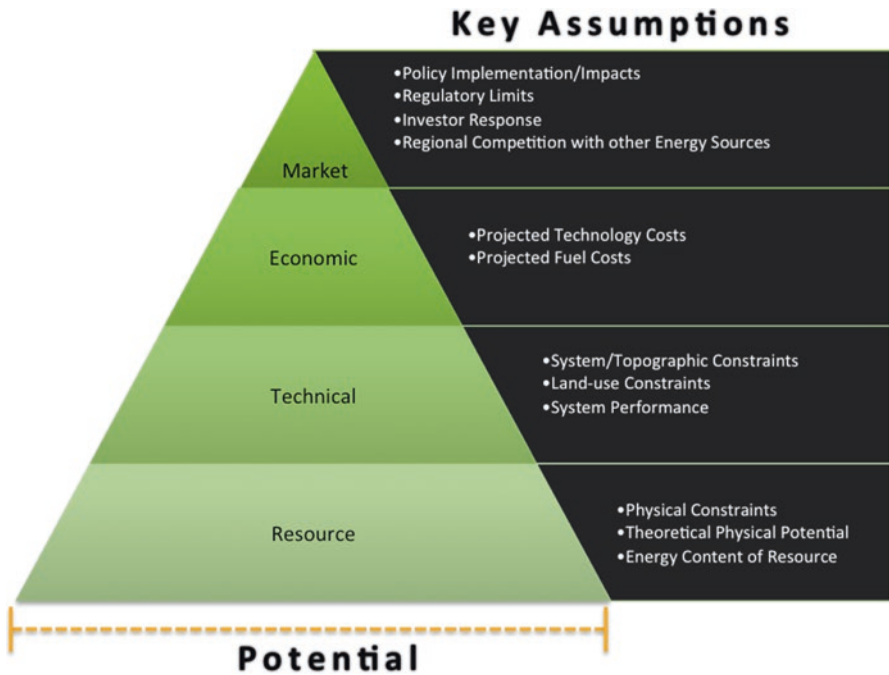 Key Assumptions
•Policy Implementation/Impacts
•Regulatory Limits
•Investor Response
•Regional Competition with other Energy Sources
Market
•Projected Technology Costs
•Projected Fuel Costs
Economic
•System/Topographic Constraints
•Land-use Constraints
•System Performance
Technical
•Physical Constraints
•Theoretical Physical Potential
•Energy Content of Resource
Resource
Potential